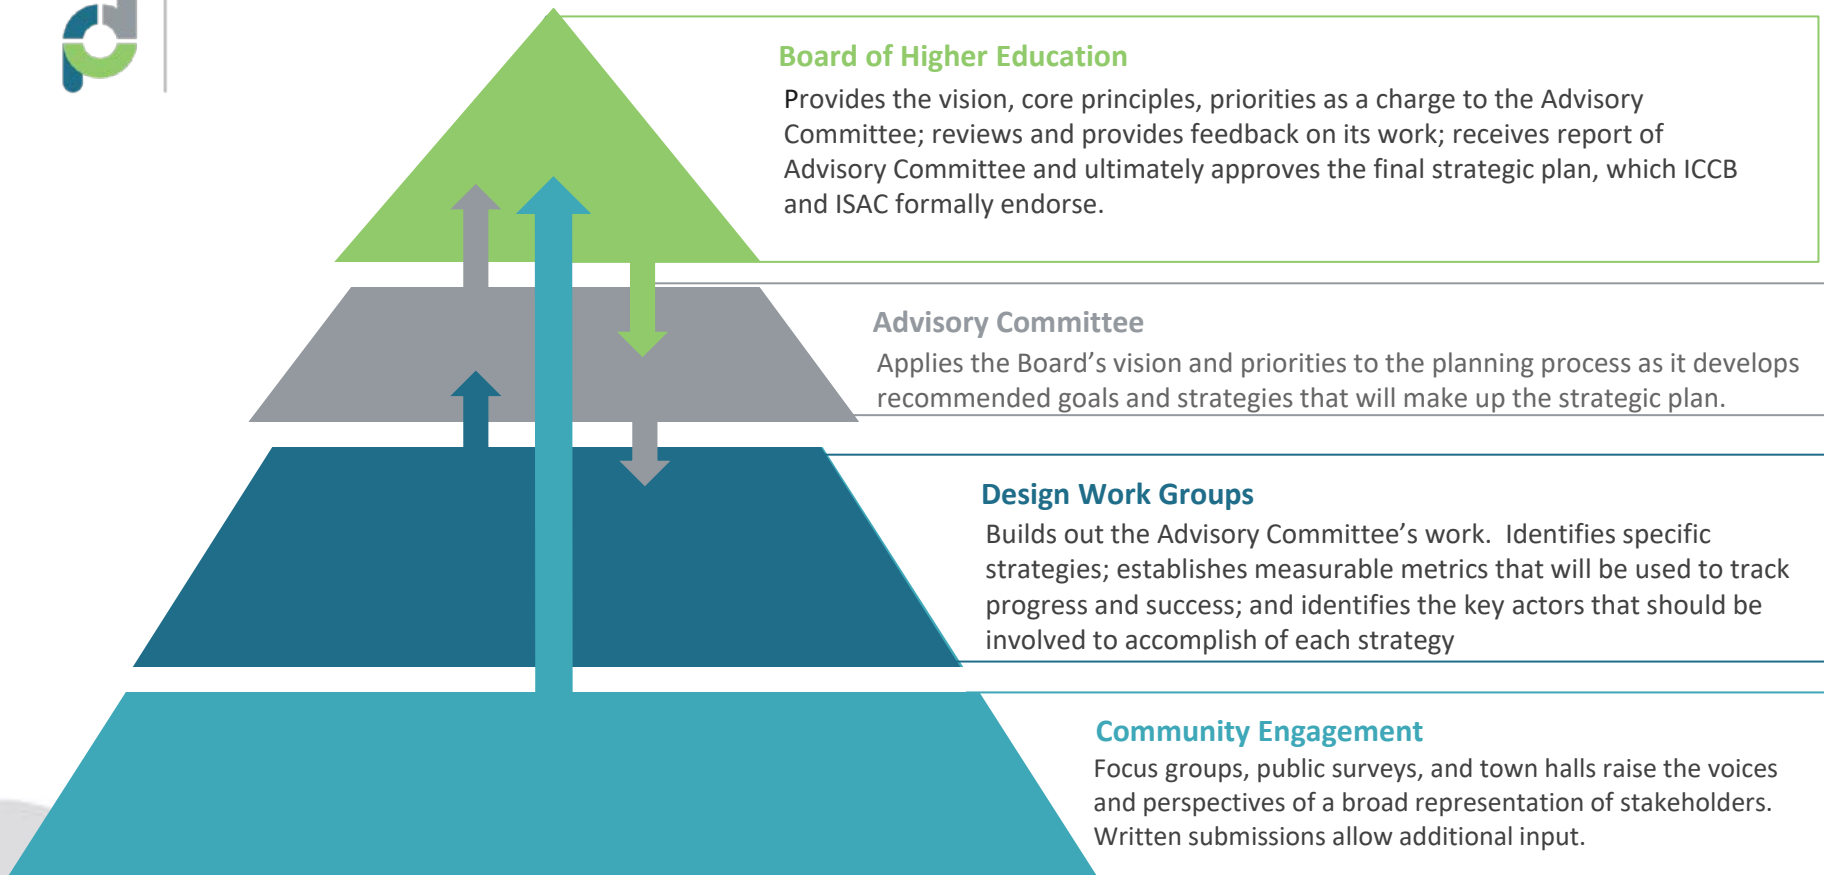 Board of Higher Education
Provides the vision, core principles, priorities as a charge to the Advisory
Committee; reviews and provides feedback on its work; receives report of
Advisory Committee and ultimately approves the final strategic plan, which ICCB
and ISAC formally endorse.
Advisory Committee
Applies the Board’s vision and priorities to the planning process as it develops
recommended goals and strategies that will make up the strategic plan.
Design Work Groups
Builds out the Advisory Committee’s work.  Identifies specific
strategies; establishes measurable metrics that will be used to track
progress and success; and identifies the key actors that should be
involved to accomplish of each strategy
Community Engagement
Focus groups, public surveys, and town halls raise the voices
and perspectives of a broad representation of stakeholders.
Written submissions allow additional input.